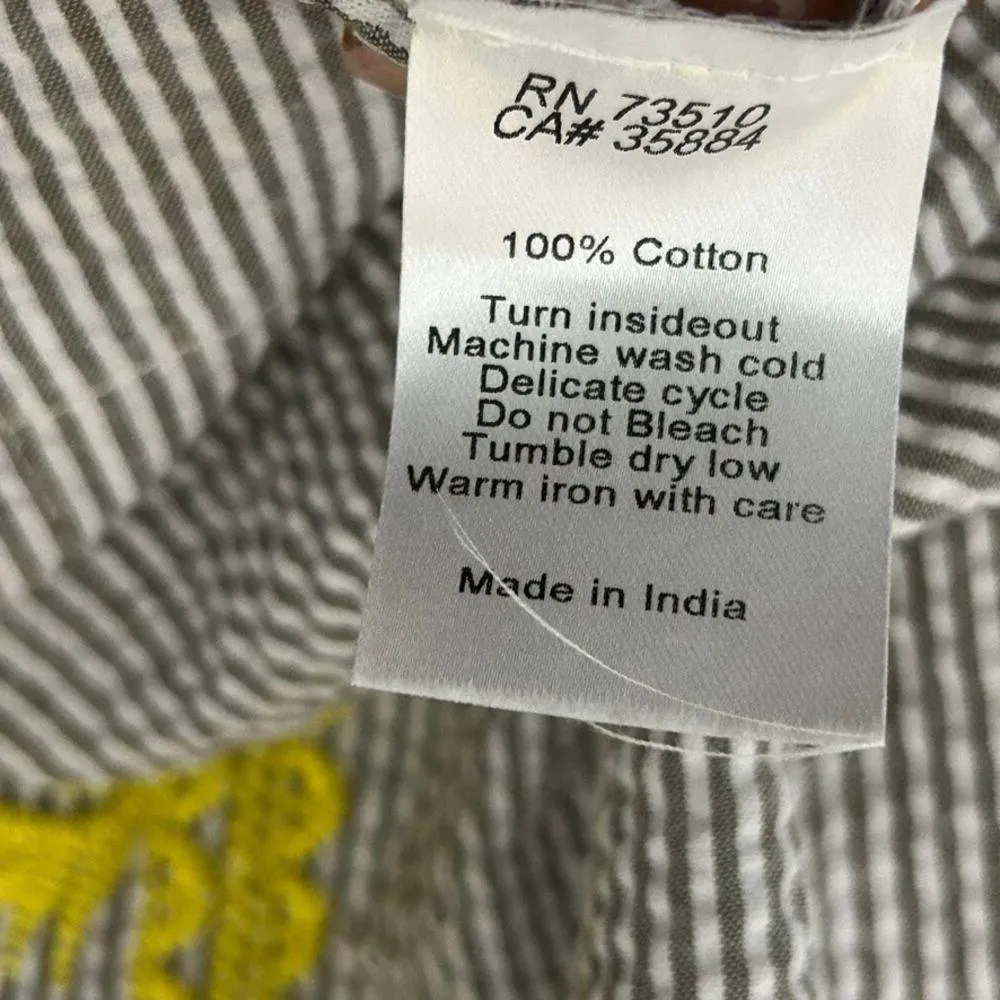 RN 73510
CA# 35884
100% Cotton
Turn insideout
Machine wash cold
Delicate cycle
Do not Bleach
Tumble dry low
Warm iron with care
Made in India